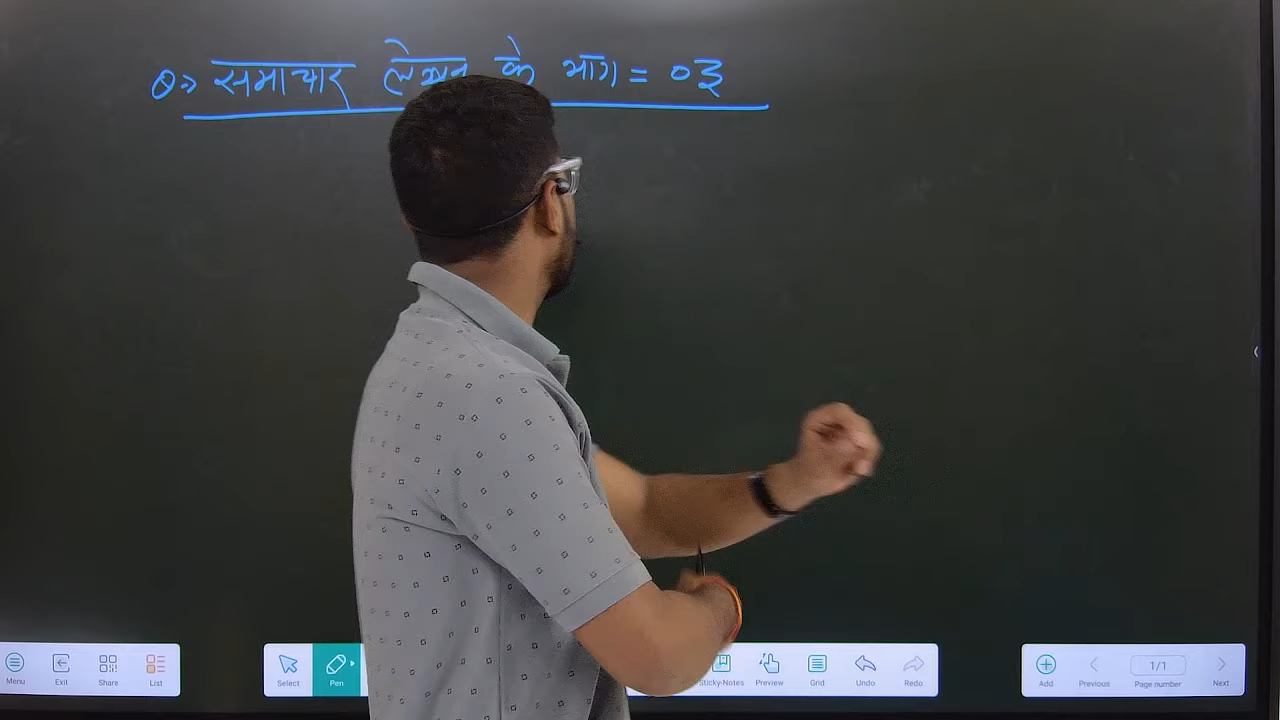 समाचार लेखन के भाग = ०३
Menu Exit Share List Select Pen Sticky-Notes Preview Grid Undo Redo Add Previous 1/1 Page number Next